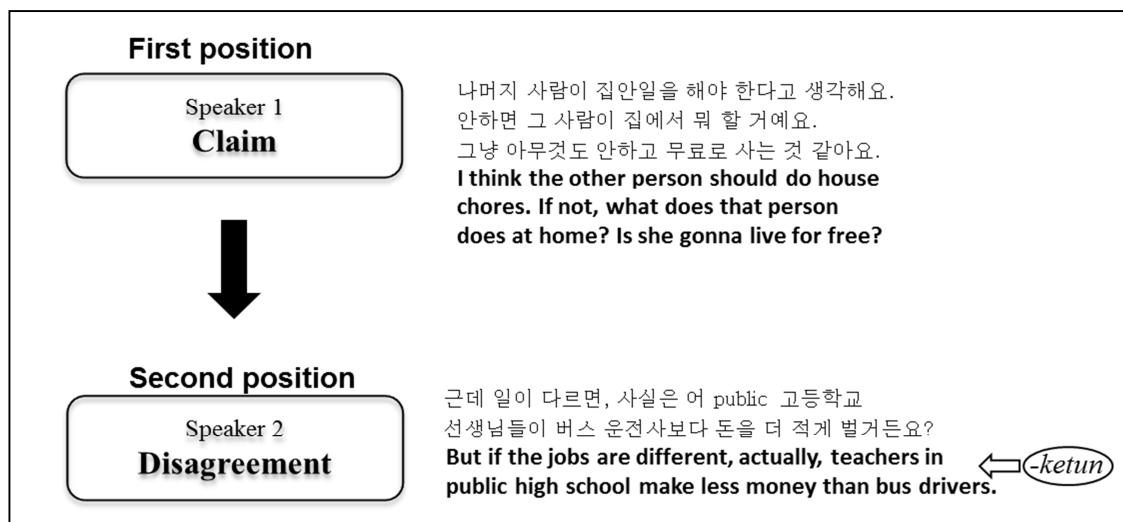 First position
Speaker 1
Claim
나머지 사람이 집안일을 해야 한다고 생각해요.
안하면 그 사람이 집에서 뭐 할 거예요.
그냥 아무것도 안하고 무료로 사는 것 같아요.
I think the other person should do house
chores. If not, what does that person
does at home? Is she gonna live for free?
Second position
Speaker 2
Disagreement
근데 일이 다르면, 사실은 어 public 고등학교
선생님들이 버스 운전사보다 돈을 더 적게 벌거든요?
But if the jobs are different, actually, teachers in
public high school make less money than bus drivers.
-ketun